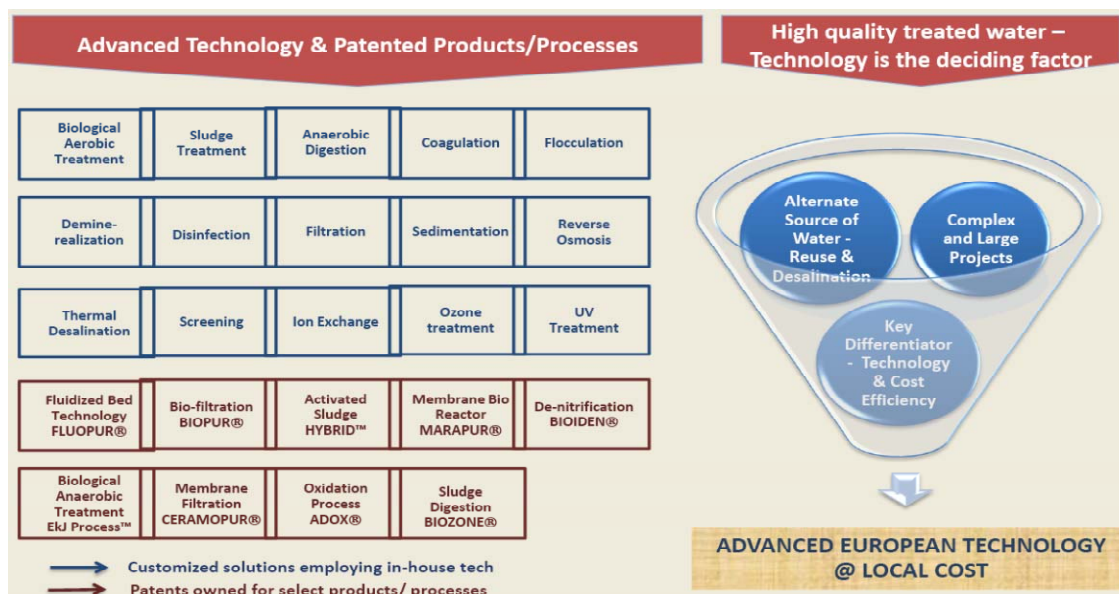 Advanced Technology & Patented Products/Processes
High quality treated water –
Technology is the deciding factor
Biological
Aerobic
Treatment
Sludge
Treatment
Anaerobic
Digestion
Coagulation
Flocculation
Demine-
realization
Disinfection
Filtration
Sedimentation
Reverse
Osmosis
Thermal
Desalination
Screening
Ion Exchange
Ozone
treatment
UV
Treatment
Fluidized Bed
Technology
FLUOPUR®
Bio-filtration
BIOPUR®
Activated
Sludge
HYBRID™
Membrane Bio
Reactor
MARAPUR®
De-nitrification
BIOIDEN®
Biological
Anaerobic
Treatment
EkJ Process™
Membrane
Filtration
CERAMOPUR®
Oxidation
Process
ADOX®
Sludge
Digestion
BIOZONE®
Customized solutions employing in-house tech
Patents owned for select products/ processes
Alternate
Source of
Water -
Reuse &
Desalination
Complex
and Large
Projects
Key
Differentiator
- Technology
& Cost
Efficiency
ADVANCED EUROPEAN TECHNOLOGY
@ LOCAL COST